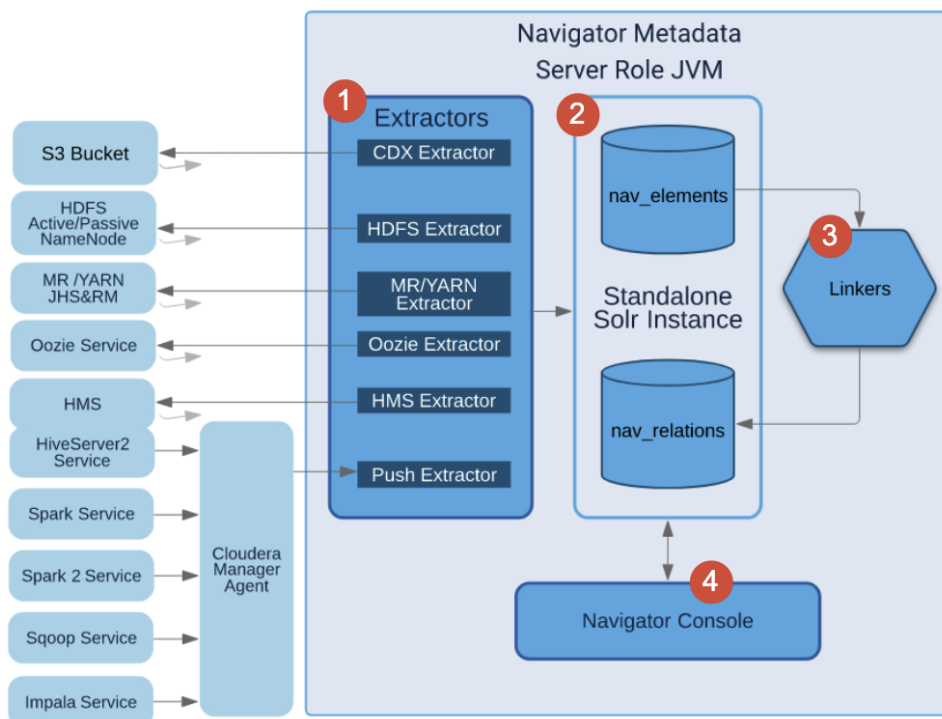 Navigator Metadata
Server Role JVM
1
Extractors
CDX Extractor
HDFS Extractor
MR/YARN
Extractor
Oozie Extractor
HMS Extractor
Push Extractor
2
nav_elements
Standalone
Solr Instance
nav_relations
3
Linkers
4
Navigator Console
S3 Bucket
HDFS
Active/Passive
NameNode
MR /YARN
JHS&RM
Oozie Service
HMS
HiveServer2
Service
Spark Service
Spark 2 Service
Sqoop Service
Impala Service
Cloudera
Manager
Agent